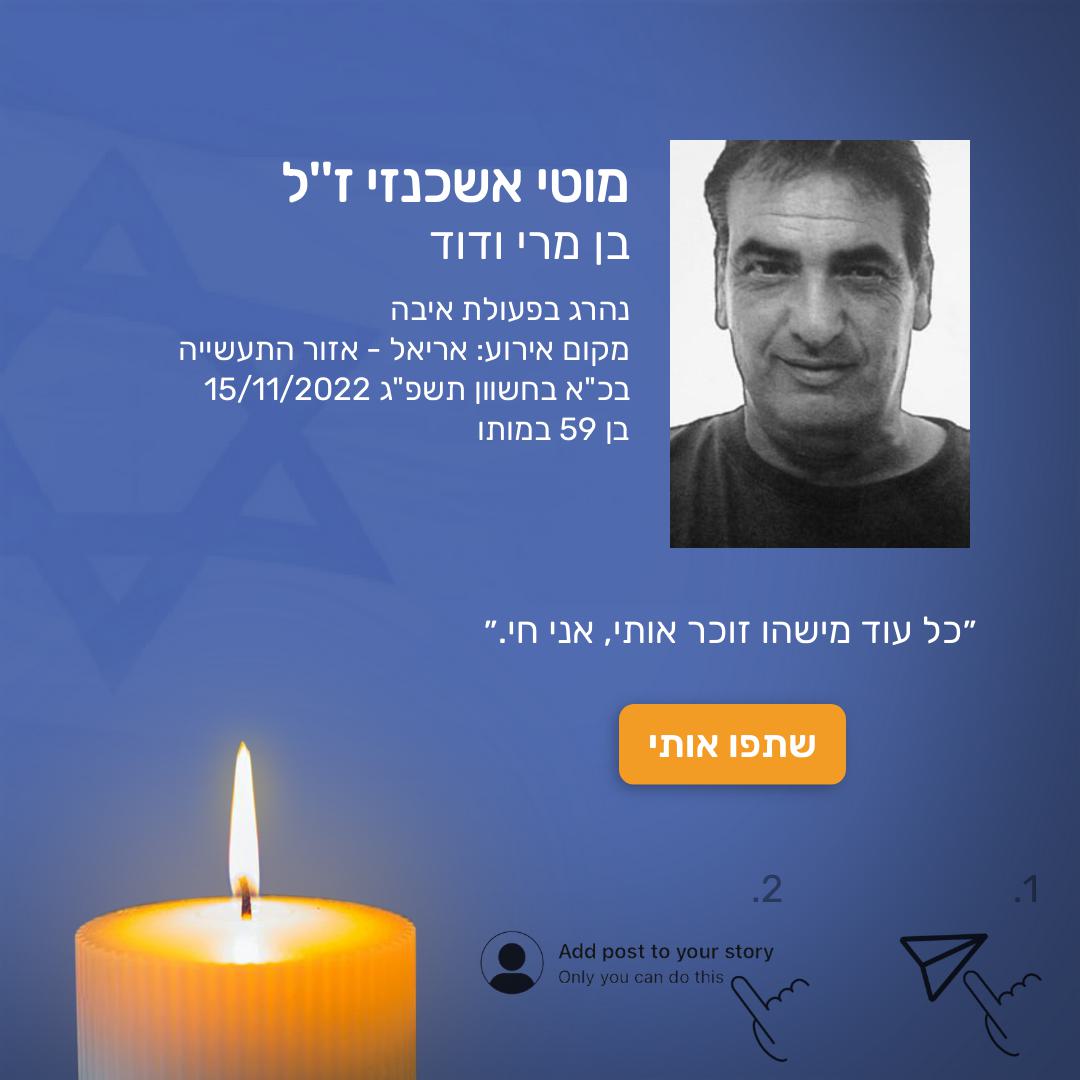 מוטי אשכנזי ז"ל
בן מרי ודוד
נהרג בפעולת איבה
מקום אירוע: אריאל - אזור התעשייה
בכ"א בחשוון תשפ"ג 15/11/2022
בן 59 במותו
״כל עוד מישהו זוכר אותי, אני חי.״
שתפו אותי
1.
2.
Add post to your story
Only you can do this